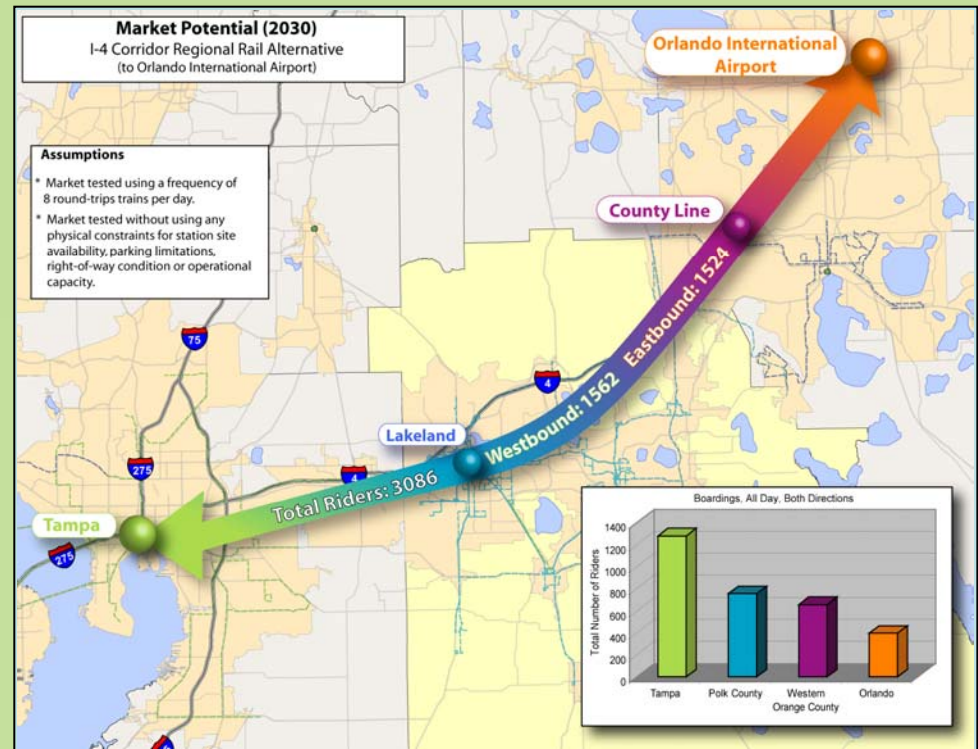 Market Potential (2030)
I-4 Corridor Regional Rail Alternative
(to Orlando International Airport)
Orlando International
Airport
Assumptions
* Market tested using a frequency of
8 round-trips trains per day.
* Market tested without using any
physical constraints for station site
availability, parking limitations,
right-of-way condition or operational
capacity.
County Line
Eastbound: 1524
75
4
Westbound: 1562
Lakeland
275
4
Total Riders: 3086
Tampa
275
75
Boardings, All Day, Both Directions
Total Number of Riders
1400
1200
1000
800
600
400
200
0
Tampa
Polk County
Western
Orange County
Orlando